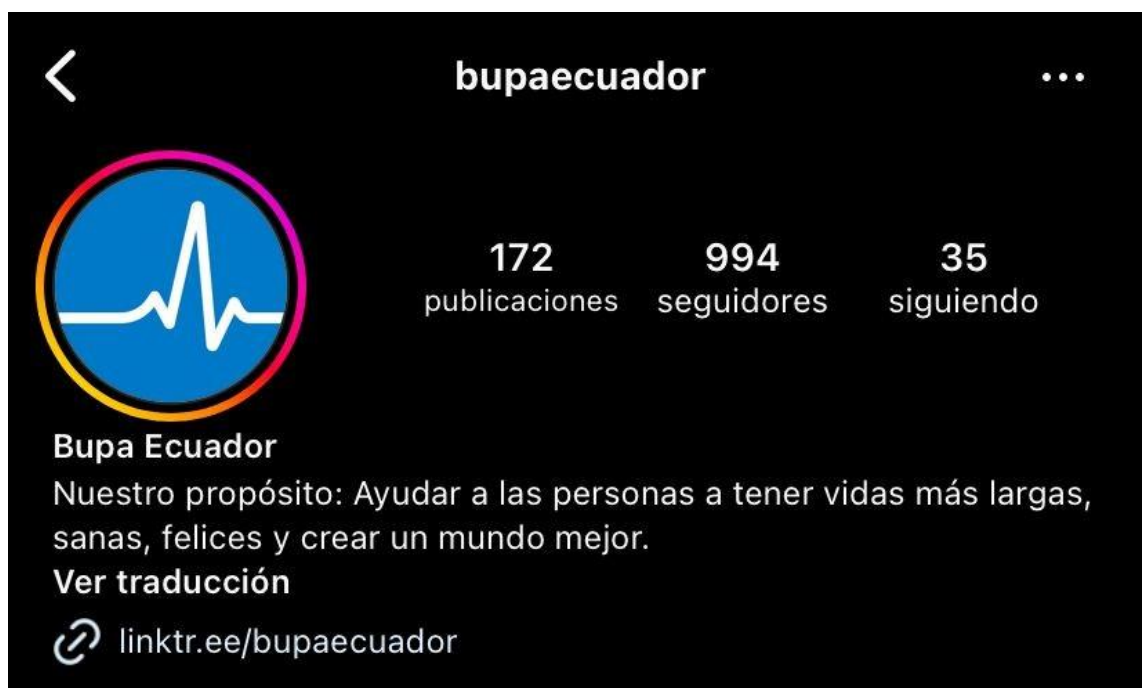 bupaecuador
172 994 35
publicaciones seguidores siguiendo
Bupa Ecuador
Nuestro propósito: Ayudar a las personas a tener vidas más largas,
sanas, felices y crear un mundo mejor.
Ver traducción
linktr.ee/bupaecuador